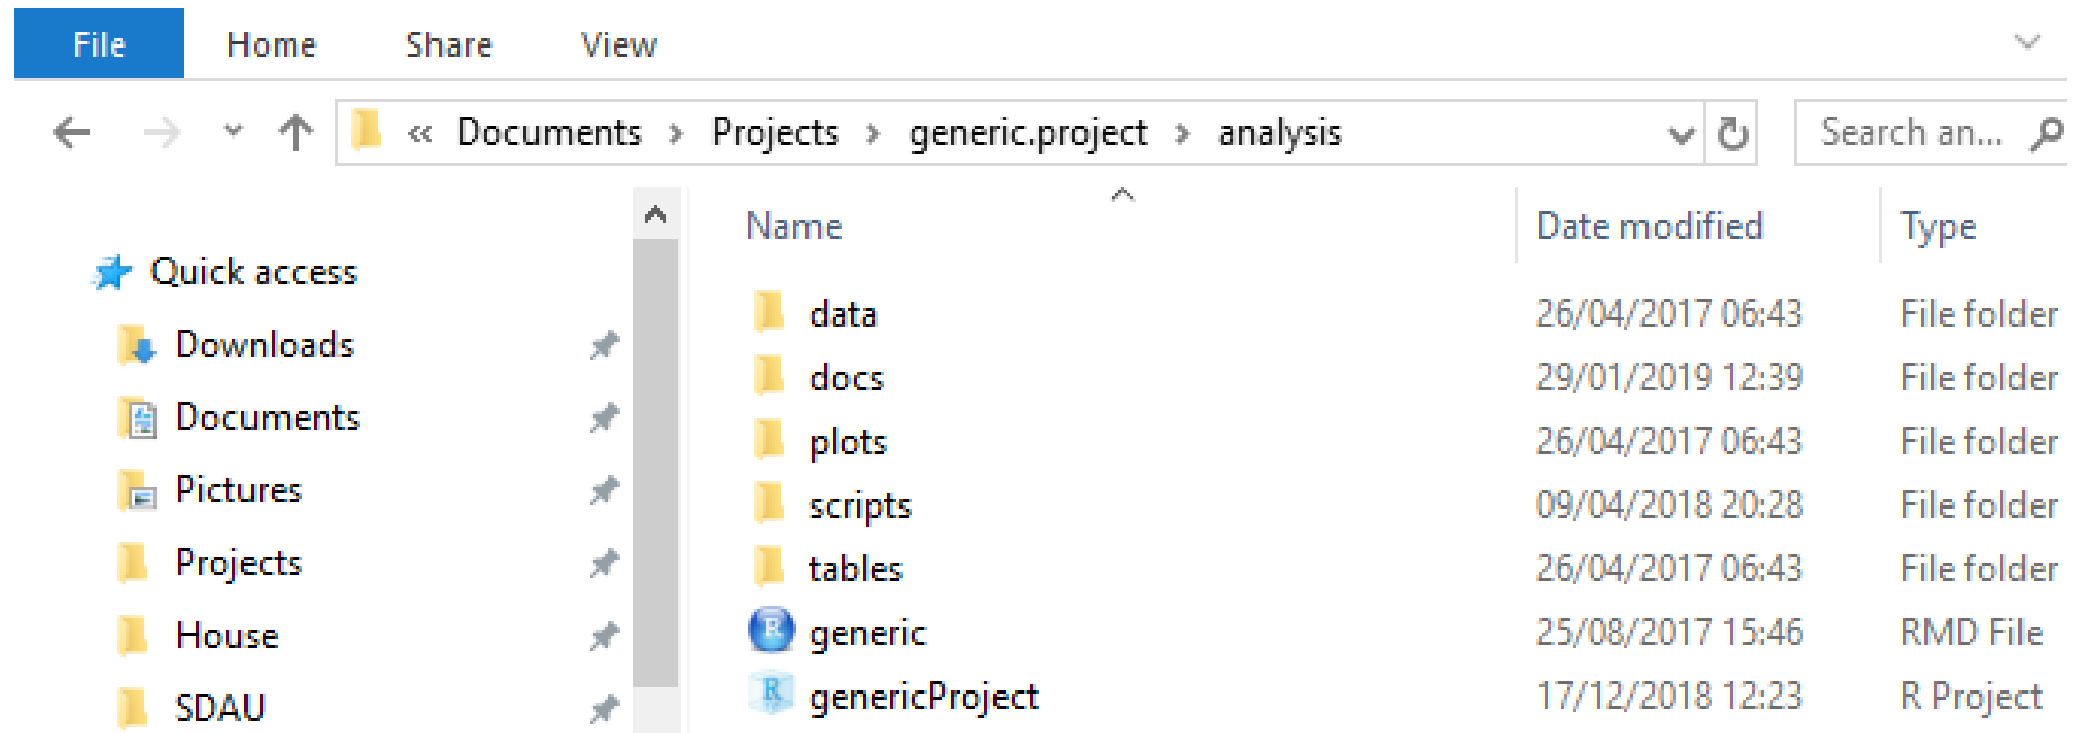 File Home Share View
« Documents › Projects › generic.project › analysis Search an...
Name Date modified Type
Quick access
Downloads
Documents
Pictures
Projects
House
SDAU
data 26/04/2017 06:43 File folder
docs 29/01/2019 12:39 File folder
plots 26/04/2017 06:43 File folder
scripts 09/04/2018 20:28 File folder
tables 26/04/2017 06:43 File folder
generic 25/08/2017 15:46 RMD File
genericProject 17/12/2018 12:23 R Project